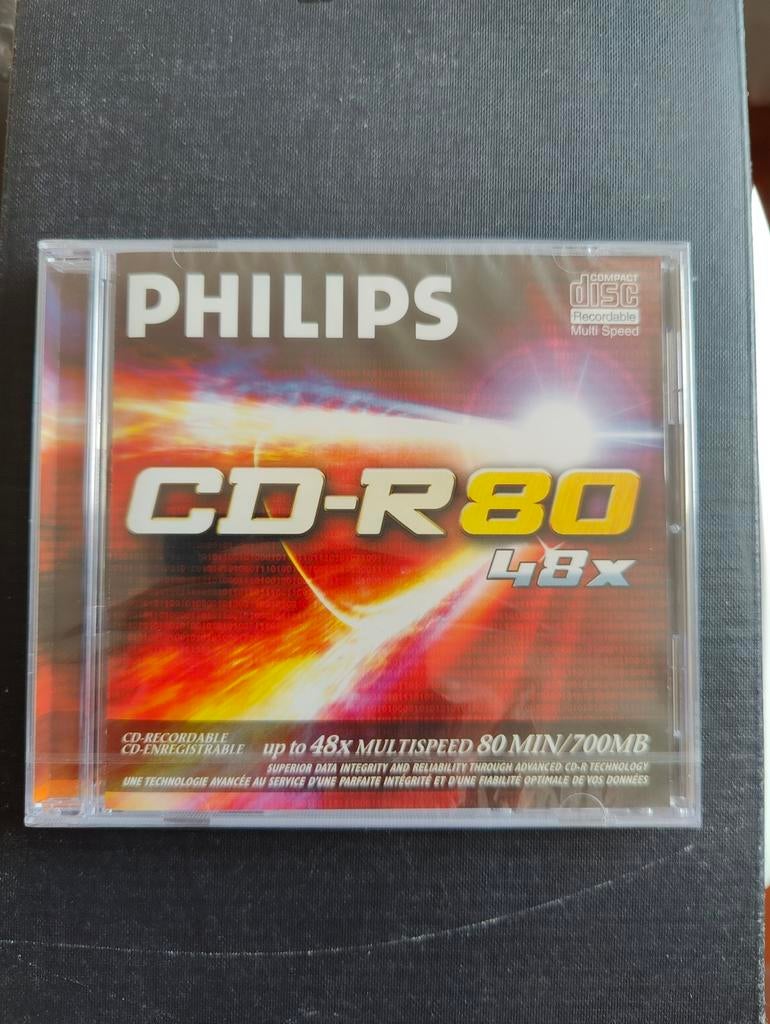 PHILIPS
COMPACT
disc
Recordable
Multi Speed
CD-R80
48x
CD-RECORDABLE
CD-ENREGISTRABLE
up to 48X MULTISPEED 80 MIN/700MB
SUPERIOR DATA INTEGRITY AND RELIABILITY THROUGH ADVANCED CD-R TECHNOLOGY
UNE TECHNOLOGIE AVANCÉE AU SERVICE D'UNE PARFAITE INTÉGRITÉ ET D'UNE FIABILITÉ OPTIMALE DE VOS DONNÉES